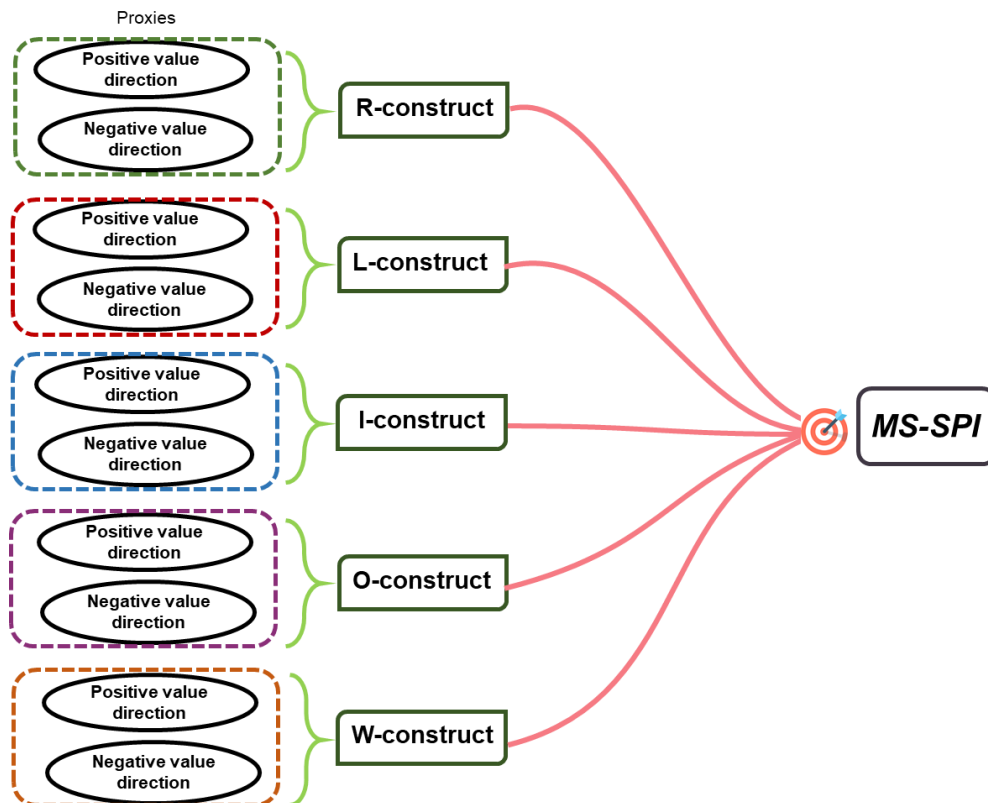 Proxies
Positive value
direction
Negative value
direction
R-construct
Positive value
direction
Negative value
direction
L-construct
Positive value
direction
Negative value
direction
I-construct
MS-SPI
Positive value
direction
Negative value
direction
O-construct
Positive value
direction
Negative value
direction
W-construct